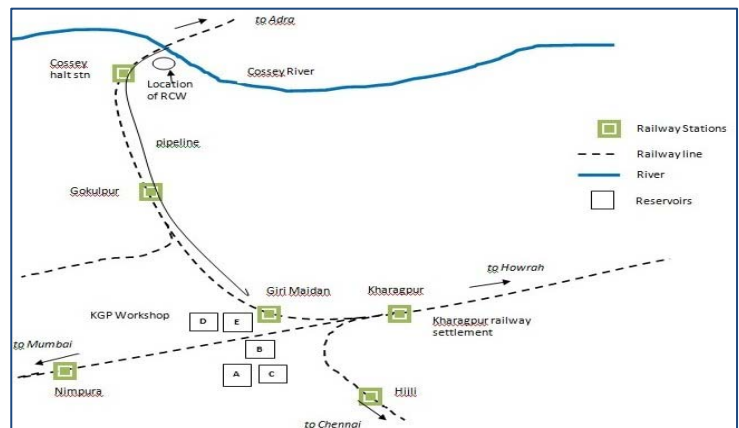 to Adra
Cossey
halt stn
Cossey River
Location
of RCW
pipeline
Railway Stations
Railway line
River
Reservoirs
Gokulpur
to Howrah
Giri Maidan
Kharagpur
KGP Workshop
D
E
Kharagpur railway
settlement
to Mumbai
B
A
C
Nimpura
Hijli
to Chennai